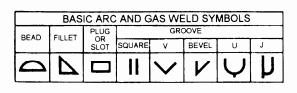 BASIC ARC AND GAS WELD SYMBOLS
BEAD
FILLET
PLUG
OR
SLOT
GROOVE
SQUARE
V
BEVEL
U
J